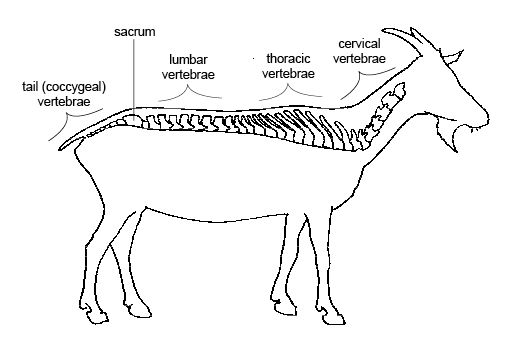 sacrum
lumbar
vertebrae
thoracic
vertebrae
cervical
vertebrae
tail (coccygeal)
vertebrae